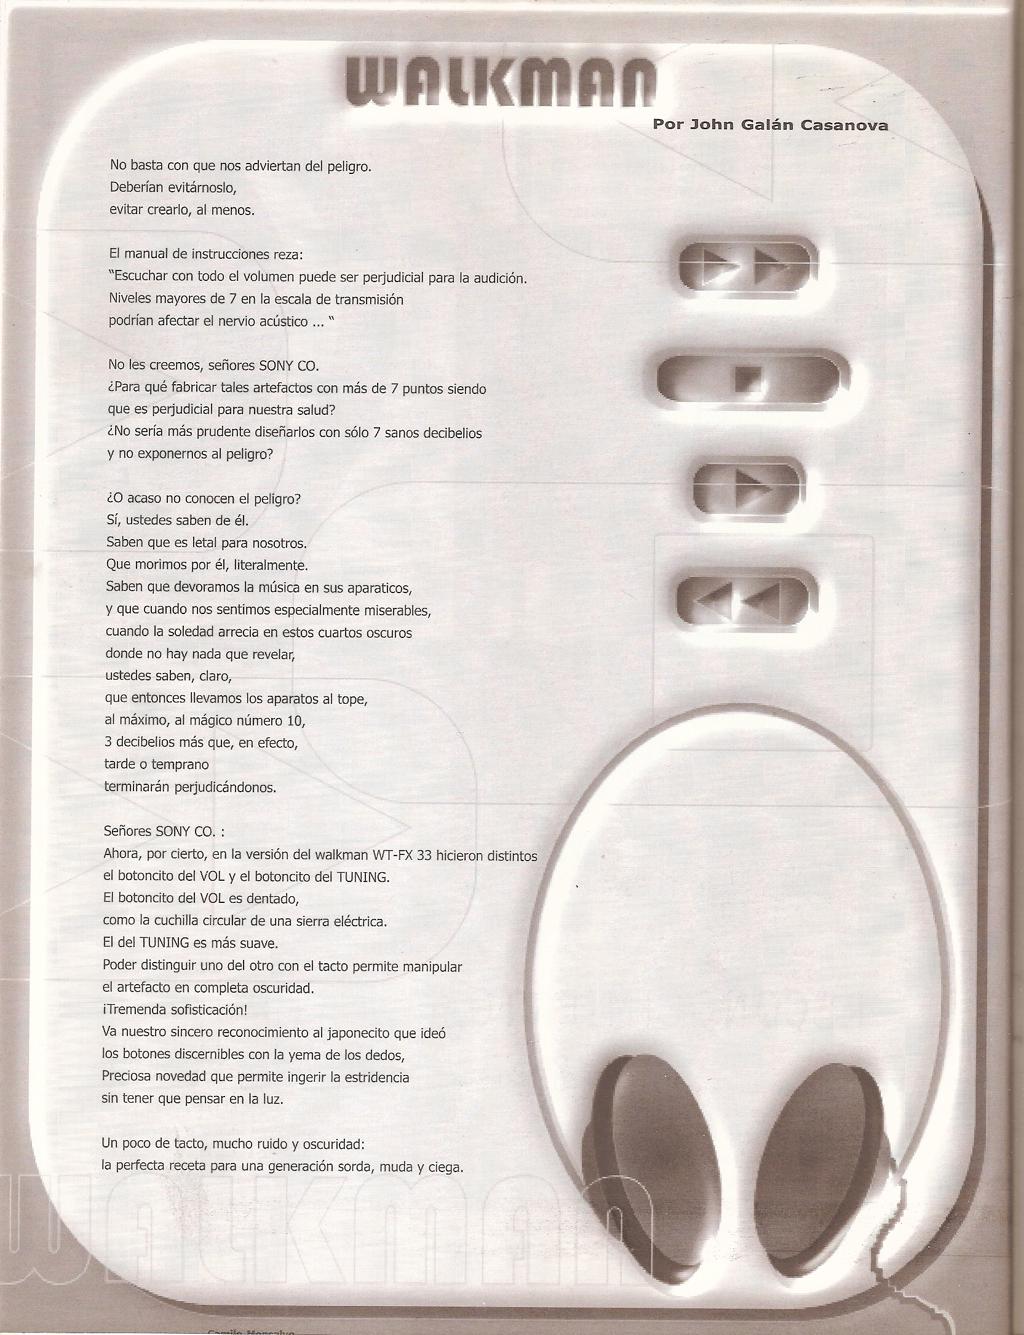 WALKMAN
Por John Galán Casanova
No basta con que nos adviertan del peligro.
Deberían evitárnoslo,
evitar crearlo, al menos.
El manual de instrucciones reza:
“Escuchar con todo el volumen puede ser perjudicial para la audición.
Niveles mayores de 7 en la escala de transmisión
podrían afectar el nervio acústico ... “
No les creemos, señores SONY CO.
¿Para qué fabricar tales artefactos con más de 7 puntos siendo
que es perjudicial para nuestra salud?
¿No sería más prudente diseñarlos con sólo 7 sanos decibelios
y no exponernos al peligro?
¿O acaso no conocen el peligro?
Sí, ustedes saben de él.
Saben que es letal para nosotros.
Que morimos por él, literalmente.
Saben que devoramos la música en sus aparaticos,
y que cuando nos sentimos especialmente miserables,
cuando la soledad arrecia en estos cuartos oscuros
donde no hay nada que revelar,
ustedes saben, claro,
que entonces llevamos los aparatos al tope,
al máximo, al mágico número 10,
3 decibelios más que, en efecto,
tarde o temprano
terminarán perjudicándonos.
Señores SONY CO. :
Ahora, por cierto, en la versión del walkman WT-FX 33 hicieron distintos
el botoncito del VOL y el botoncito del TUNING.
El botoncito del VOL es dentado,
como la cuchilla circular de una sierra eléctrica.
El del TUNING es más suave.
Poder distinguir uno del otro con el tacto permite manipular
el artefacto en completa oscuridad.
¡Tremenda sofisticación!
Va nuestro sincero reconocimiento al japonecito que ideó
los botones discernibles con la yema de los dedos,
Preciosa novedad que permite ingerir la estridencia
sin tener que pensar en la luz.
Un poco de tacto, mucho ruido y oscuridad:
la perfecta receta para una generación sorda, muda y ciega.
WALKMAN